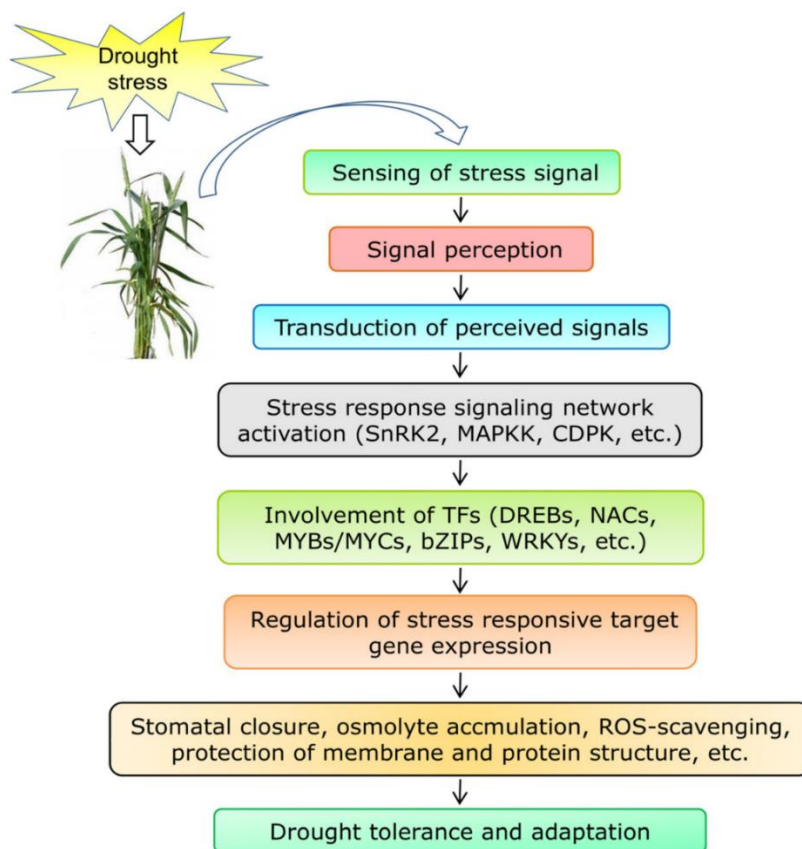 Drought
stress
Sensing of stress signal
Signal perception
Transduction of perceived signals
Stress response signaling network
activation (SnRK2, MAPKK, CDPK, etc.)
Involvement of TFs (DREBs, NACs,
MYBs/MYCs, bZIPs, WRKYs, etc.)
Regulation of stress responsive target
gene expression
Stomatal closure, osmolyte accmulation, ROS-scavenging,
protection of membrane and protein structure, etc.
Drought tolerance and adaptation